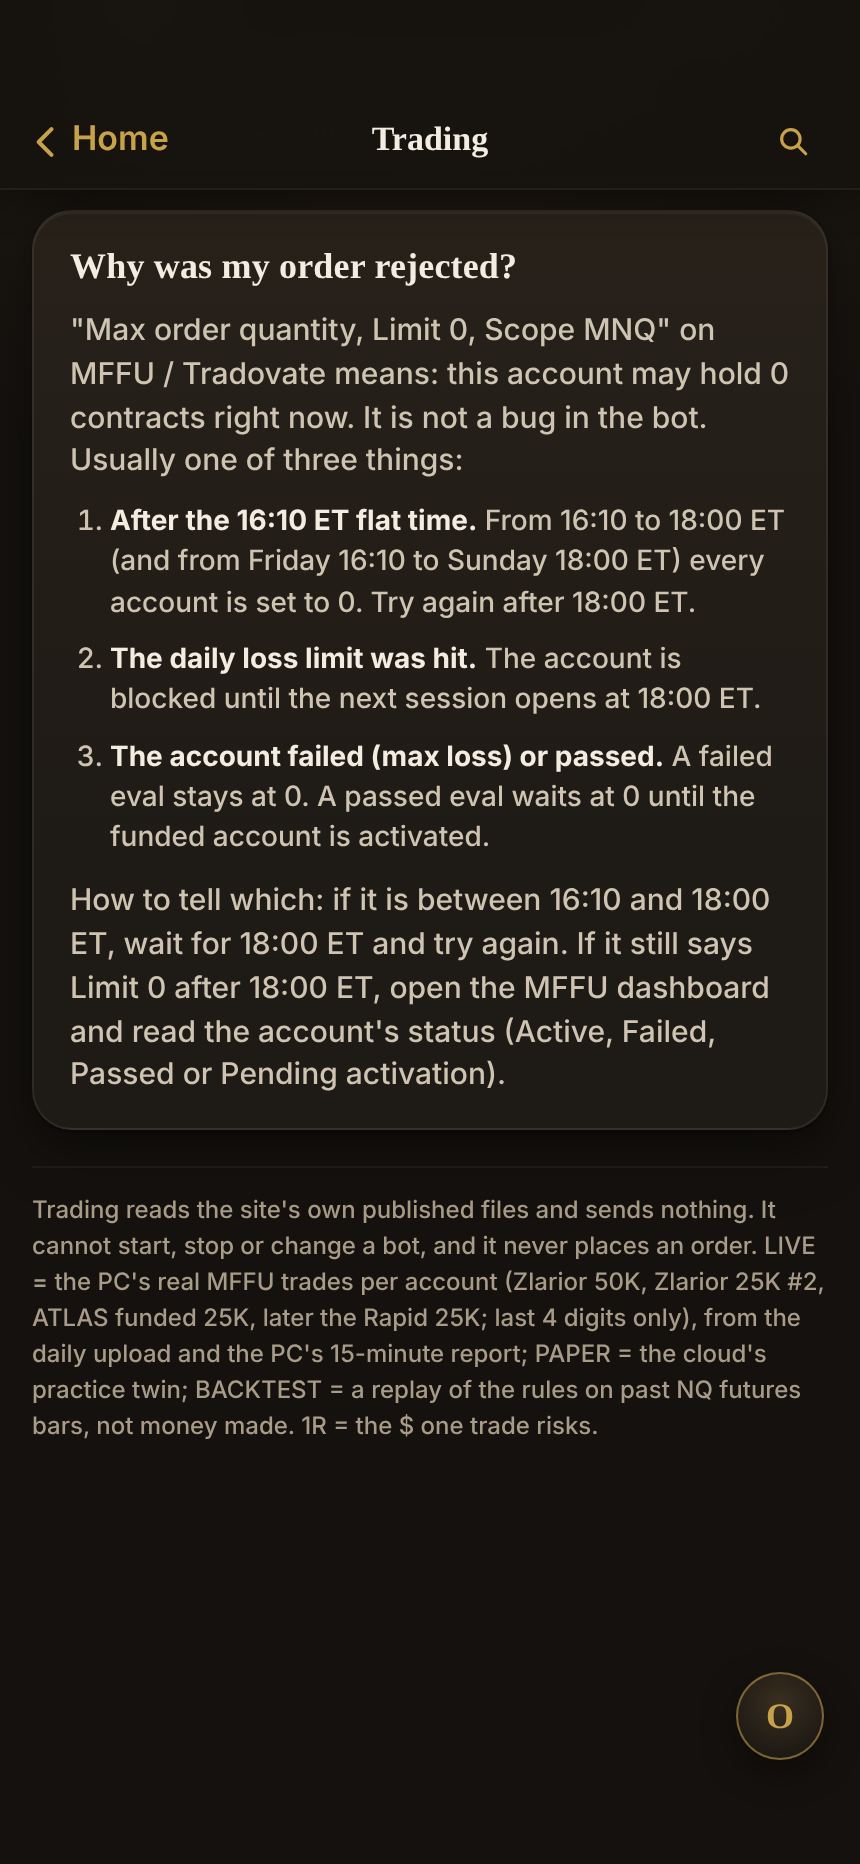 Home
Trading
Why was my order rejected?
"Max order quantity, Limit 0, Scope MNQ" on
MFFU / Tradovate means: this account may hold 0
contracts right now. It is not a bug in the bot.
Usually one of three things:
1. After the 16:10 ET flat time. From 16:10 to 18:00 ET
(and from Friday 16:10 to Sunday 18:00 ET) every
account is set to 0. Try again after 18:00 ET.
2. The daily loss limit was hit. The account is
blocked until the next session opens at 18:00 ET.
3. The account failed (max loss) or passed. A failed
eval stays at 0. A passed eval waits at 0 until the
funded account is activated.
How to tell which: if it is between 16:10 and 18:00
ET, wait for 18:00 ET and try again. If it still says
Limit 0 after 18:00 ET, open the MFFU dashboard
and read the account's status (Active, Failed,
Passed or Pending activation).
Trading reads the site's own published files and sends nothing. It
cannot start, stop or change a bot, and it never places an order. LIVE
= the PC's real MFFU trades per account (Zlarior 50K, Zlarior 25K #2,
ATLAS funded 25K, later the Rapid 25K; last 4 digits only), from the
daily upload and the PC's 15-minute report; PAPER = the cloud's
practice twin; BACKTEST = a replay of the rules on past NQ futures
bars, not money made. 1R = the $ one trade risks.
O